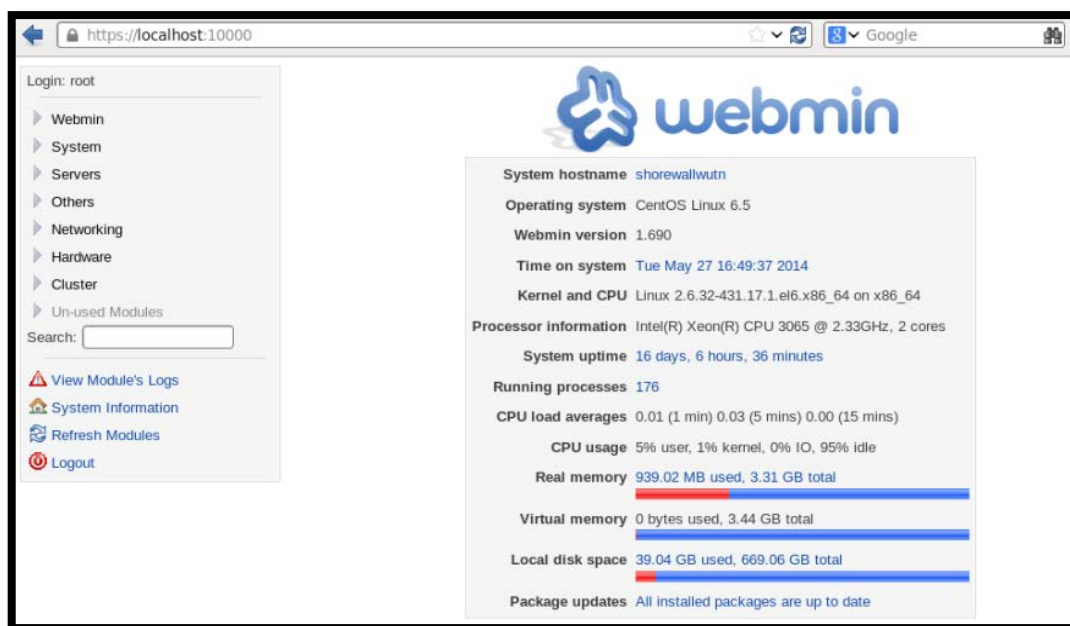 https://localhost:10000
Google
Login: root
Webmin
System
Servers
Others
Networking
Hardware
Cluster
Un-used Modules
Search:
View Module's Logs
System Information
Refresh Modules
Logout
webmin
System hostname shorewallwutn
Operating system CentOS Linux 6.5
Webmin version 1.690
Time on system Tue May 27 16:49:37 2014
Kernel and CPU Linux 2.6.32-431.17.1.el6.x86_64 on x86_64
Processor information Intel(R) Xeon(R) CPU 3065 @ 2.33GHz, 2 cores
System uptime 16 days, 6 hours, 36 minutes
Running processes 176
CPU load averages 0.01 (1 min) 0.03 (5 mins) 0.00 (15 mins)
CPU usage 5% user, 1% kernel, 0% IO, 95% idle
Real memory 939.02 MB used, 3.31 GB total
Virtual memory 0 bytes used, 3.44 GB total
Local disk space 39.04 GB used, 669.06 GB total
Package updates All installed packages are up to date